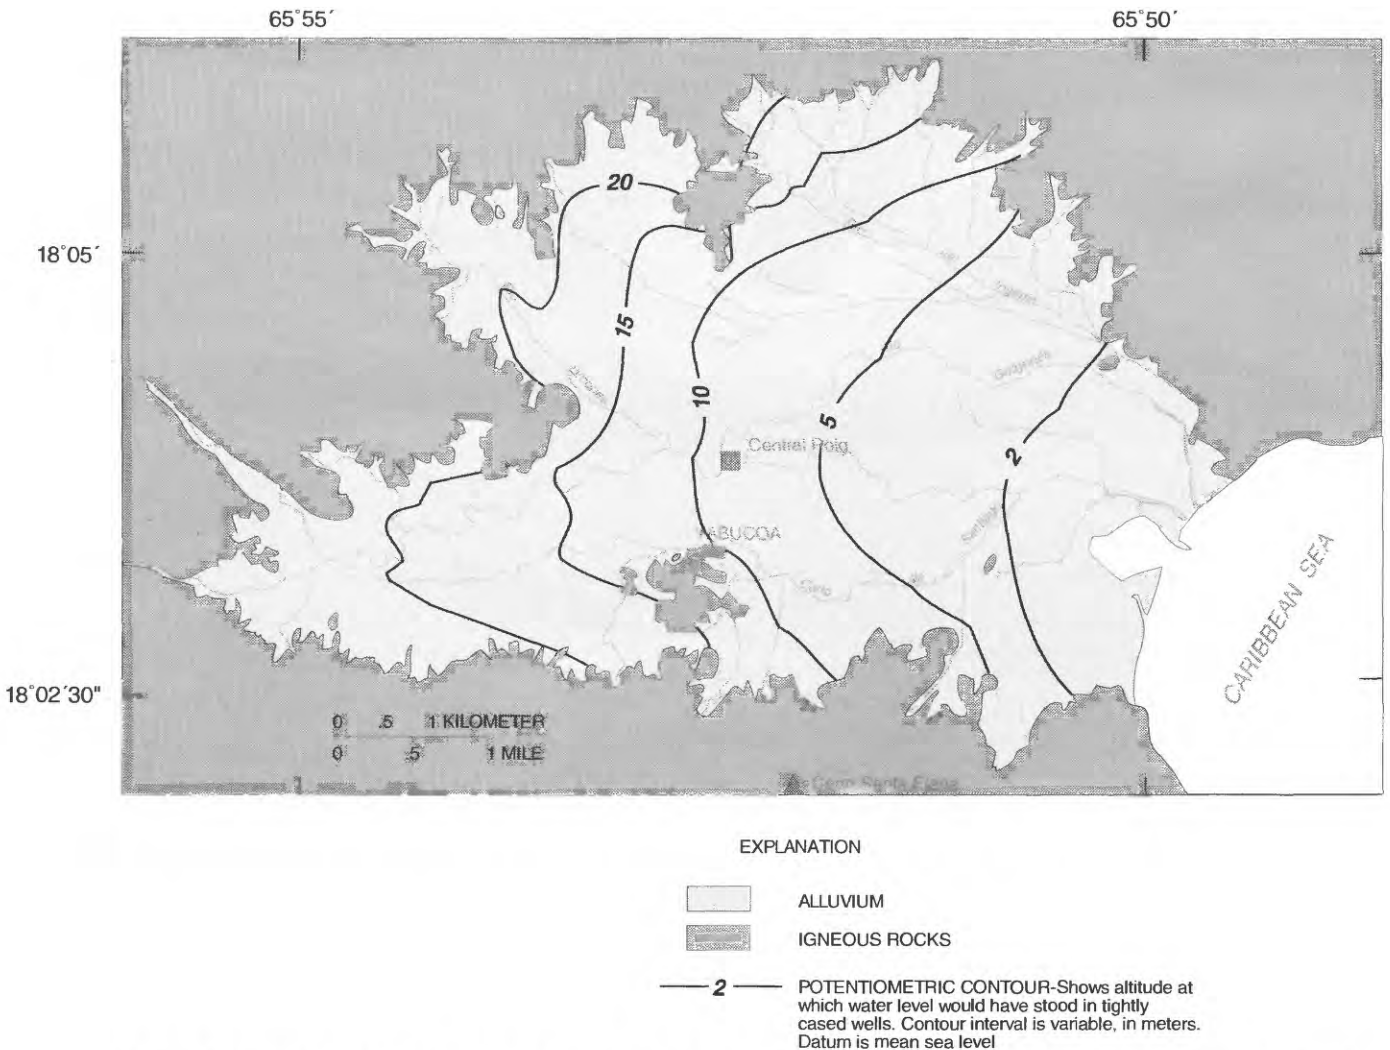 65°55′ 65°50′
20
18°05′
15
10
5
Central Roig
2
YABUCOA
CARIBBEAN SEA
18°02′30"
0 .5 1 KILOMETER
0 .5 1 MILE
Cerro Santa Elena
EXPLANATION
ALLUVIUM
IGNEOUS ROCKS
2 POTENTIOMETRIC CONTOUR-Shows altitude at
which water level would have stood in tightly
cased wells. Contour interval is variable, in meters.
Datum is mean sea level